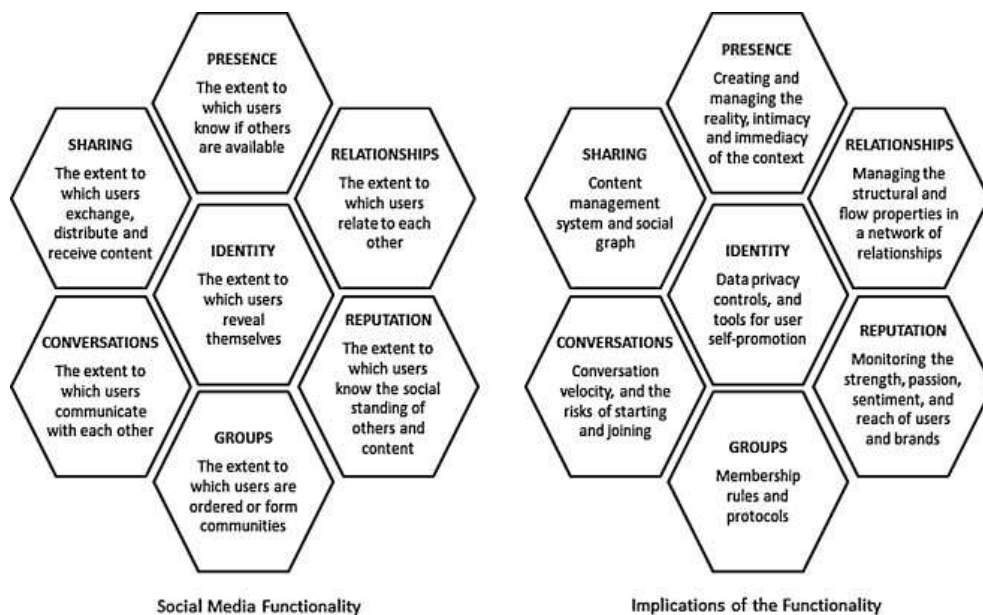 PRESENCE
The extent to
which users
know if others
are available
SHARING
The extent to
which users
exchange,
distribute and
receive content
RELATIONSHIPS
The extent to
which users
relate to each
other
IDENTITY
The extent to
which users
reveal
themselves
CONVERSATIONS
The extent to
which users
communicate
with each other
REPUTATION
The extent to
which users
know the social
standing of
others and
content
GROUPS
The extent to
which users are
ordered or form
communities
Social Media Functionality
PRESENCE
Creating and
managing the
reality, intimacy
and immediacy
of the context
SHARING
Content
management
system and social
graph
RELATIONSHIPS
Managing the
structural and
flow properties in
a network of
relationships
IDENTITY
Data privacy
controls, and
tools for user
self-promotion
CONVERSATIONS
Conversation
velocity, and the
risks of starting
and joining
REPUTATION
Monitoring the
strength, passion,
sentiment, and
reach of users
and brands
GROUPS
Membership
rules and
protocols
Implications of the Functionality